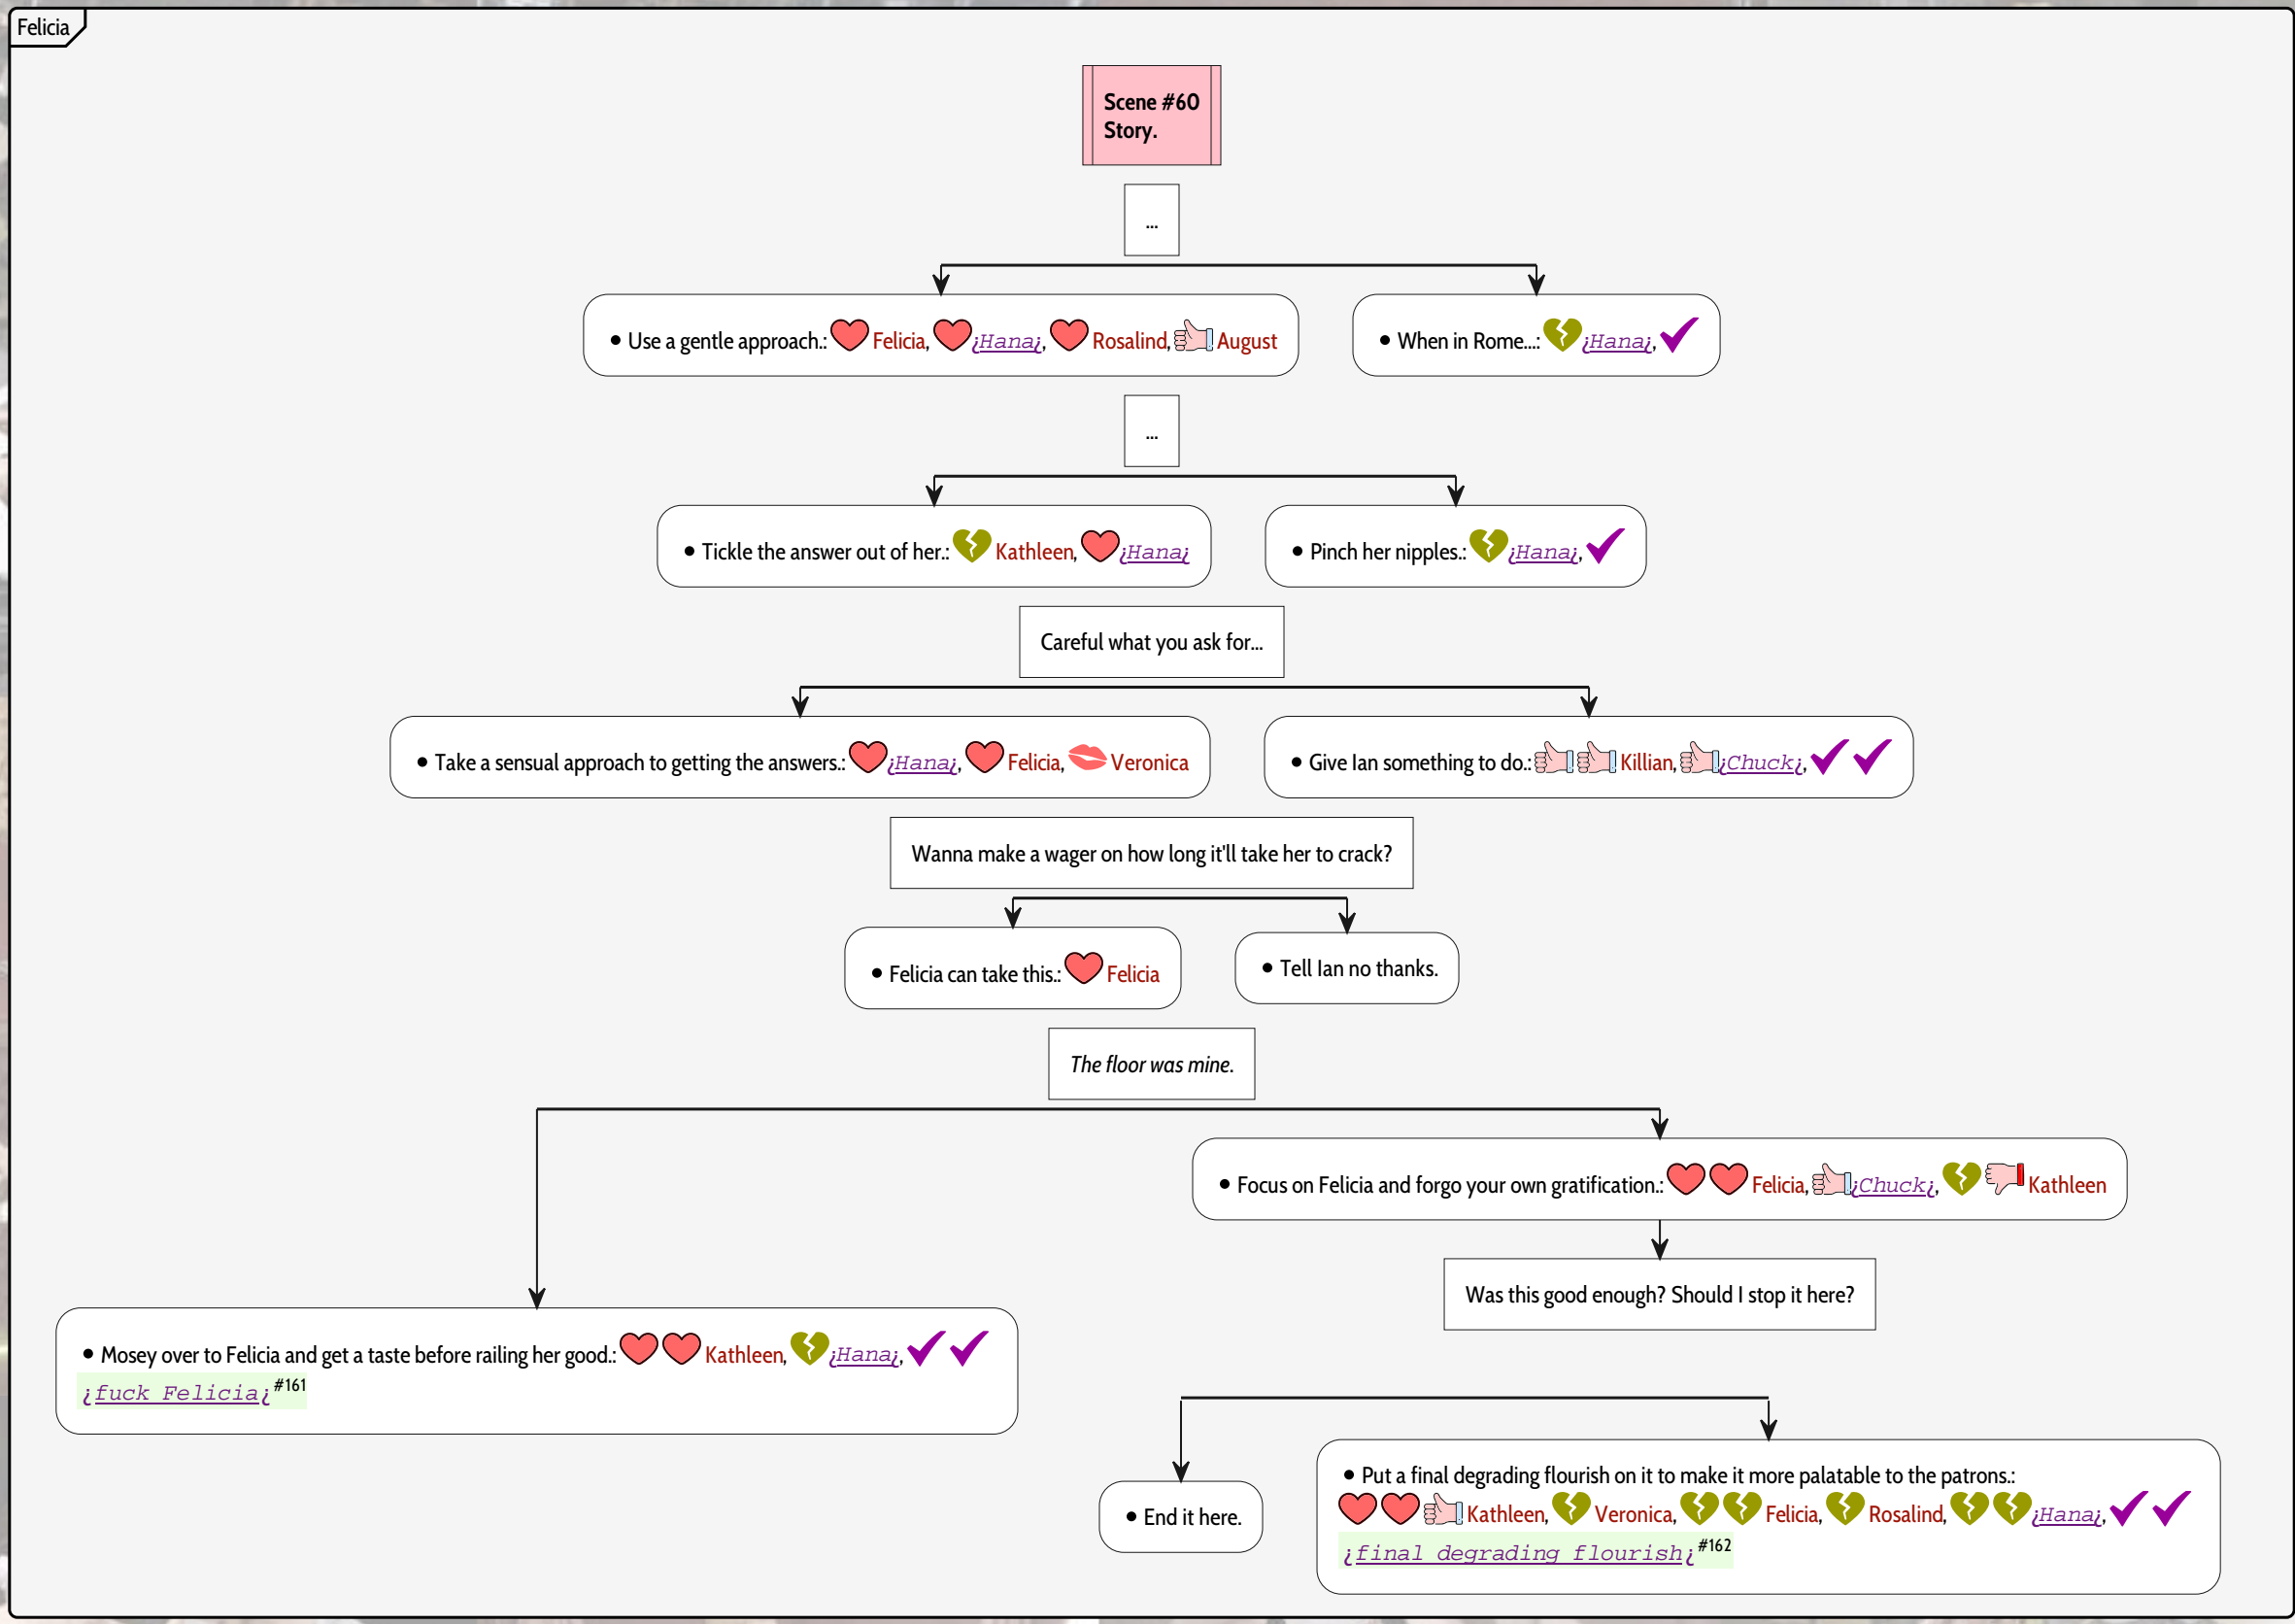 Felicia
Scene #60
Story.
...
• Use a gentle approach.: Felicia, ¿Hana¿, Rosalind, August
• When in Rome...: ¿Hana¿,
...
• Tickle the answer out of her.: Kathleen, ¿Hana¿
• Pinch her nipples.: ¿Hana¿,
Careful what you ask for...
• Take a sensual approach to getting the answers.: ¿Hana¿, Felicia, Veronica
• Give Ian something to do.: Killian, ¿Chuck¿,
Wanna make a wager on how long it'll take her to crack?
• Felicia can take this.: Felicia
• Tell Ian no thanks.
The floor was mine.
• Focus on Felicia and forgo your own gratification.: Felicia, ¿Chuck¿, Kathleen
Was this good enough? Should I stop it here?
• Mosey over to Felicia and get a taste before railing her good.: Kathleen, ¿Hana¿,
¿fuck Felicia¿ #161
• End it here.
• Put a final degrading flourish on it to make it more palatable to the patrons.:
Kathleen, Veronica, Felicia, Rosalind, ¿Hana¿,
¿final degrading flourish¿ #162